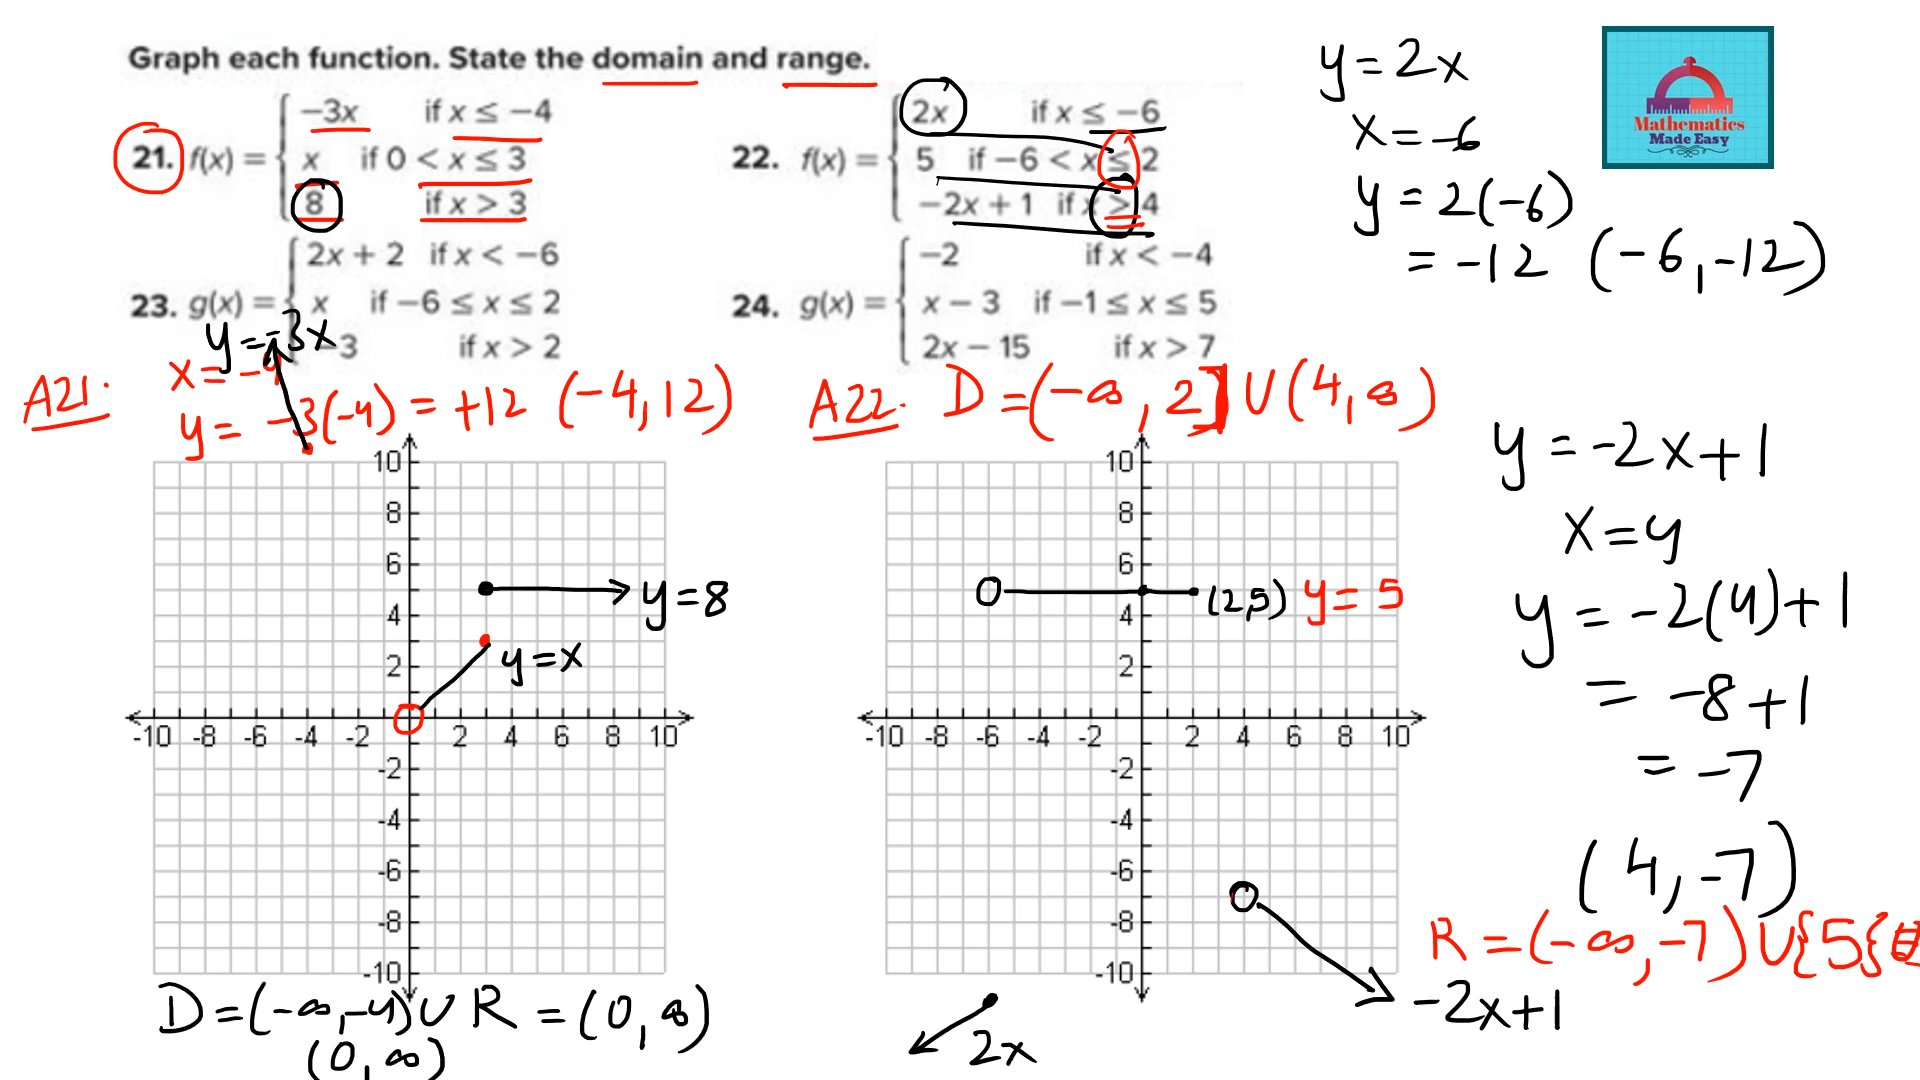 Graph each function. State the domain and range.
21. f(x) = { −3x if x ≤ −4
x if 0 < x ≤ 3
8 if x > 3
22. f(x) = { 2x if x ≤ −6
5 if −6 < x ≤ 2
−2x + 1 if x > 4
23. g(x) = { 2x + 2 if x < −6
x if −6 ≤ x ≤ 2
−3 if x > 2
24. g(x) = { −2 if x < −4
x − 3 if −1 ≤ x ≤ 5
2x − 15 if x > 7
y = 2x
x = -6
y = 2(-6)
= -12 (-6,-12)
Mathematics
Made Easy
y = -3x
A21. x = -4
y = -3(-4) = +12 (-4,12)
A22. D = (-∞, 2] U (4, ∞)
10
8
6
4
2
-10 -8 -6 -4 -2 2 4 6 8 10
-2
-4
-6
-8
-10
y = 8
y = x
D = (-∞,-4) U R = (0, ∞)
(0, ∞)
10
8
6
4
2
-10 -8 -6 -4 -2 2 4 6 8 10
-2
-4
-6
-8
-10
(2,5) y = 5
2x
-2x+1
y = -2x+1
x = 4
y = -2(4)+1
= -8+1
= -7
(4,-7)
R = (-∞,-7) U{5{